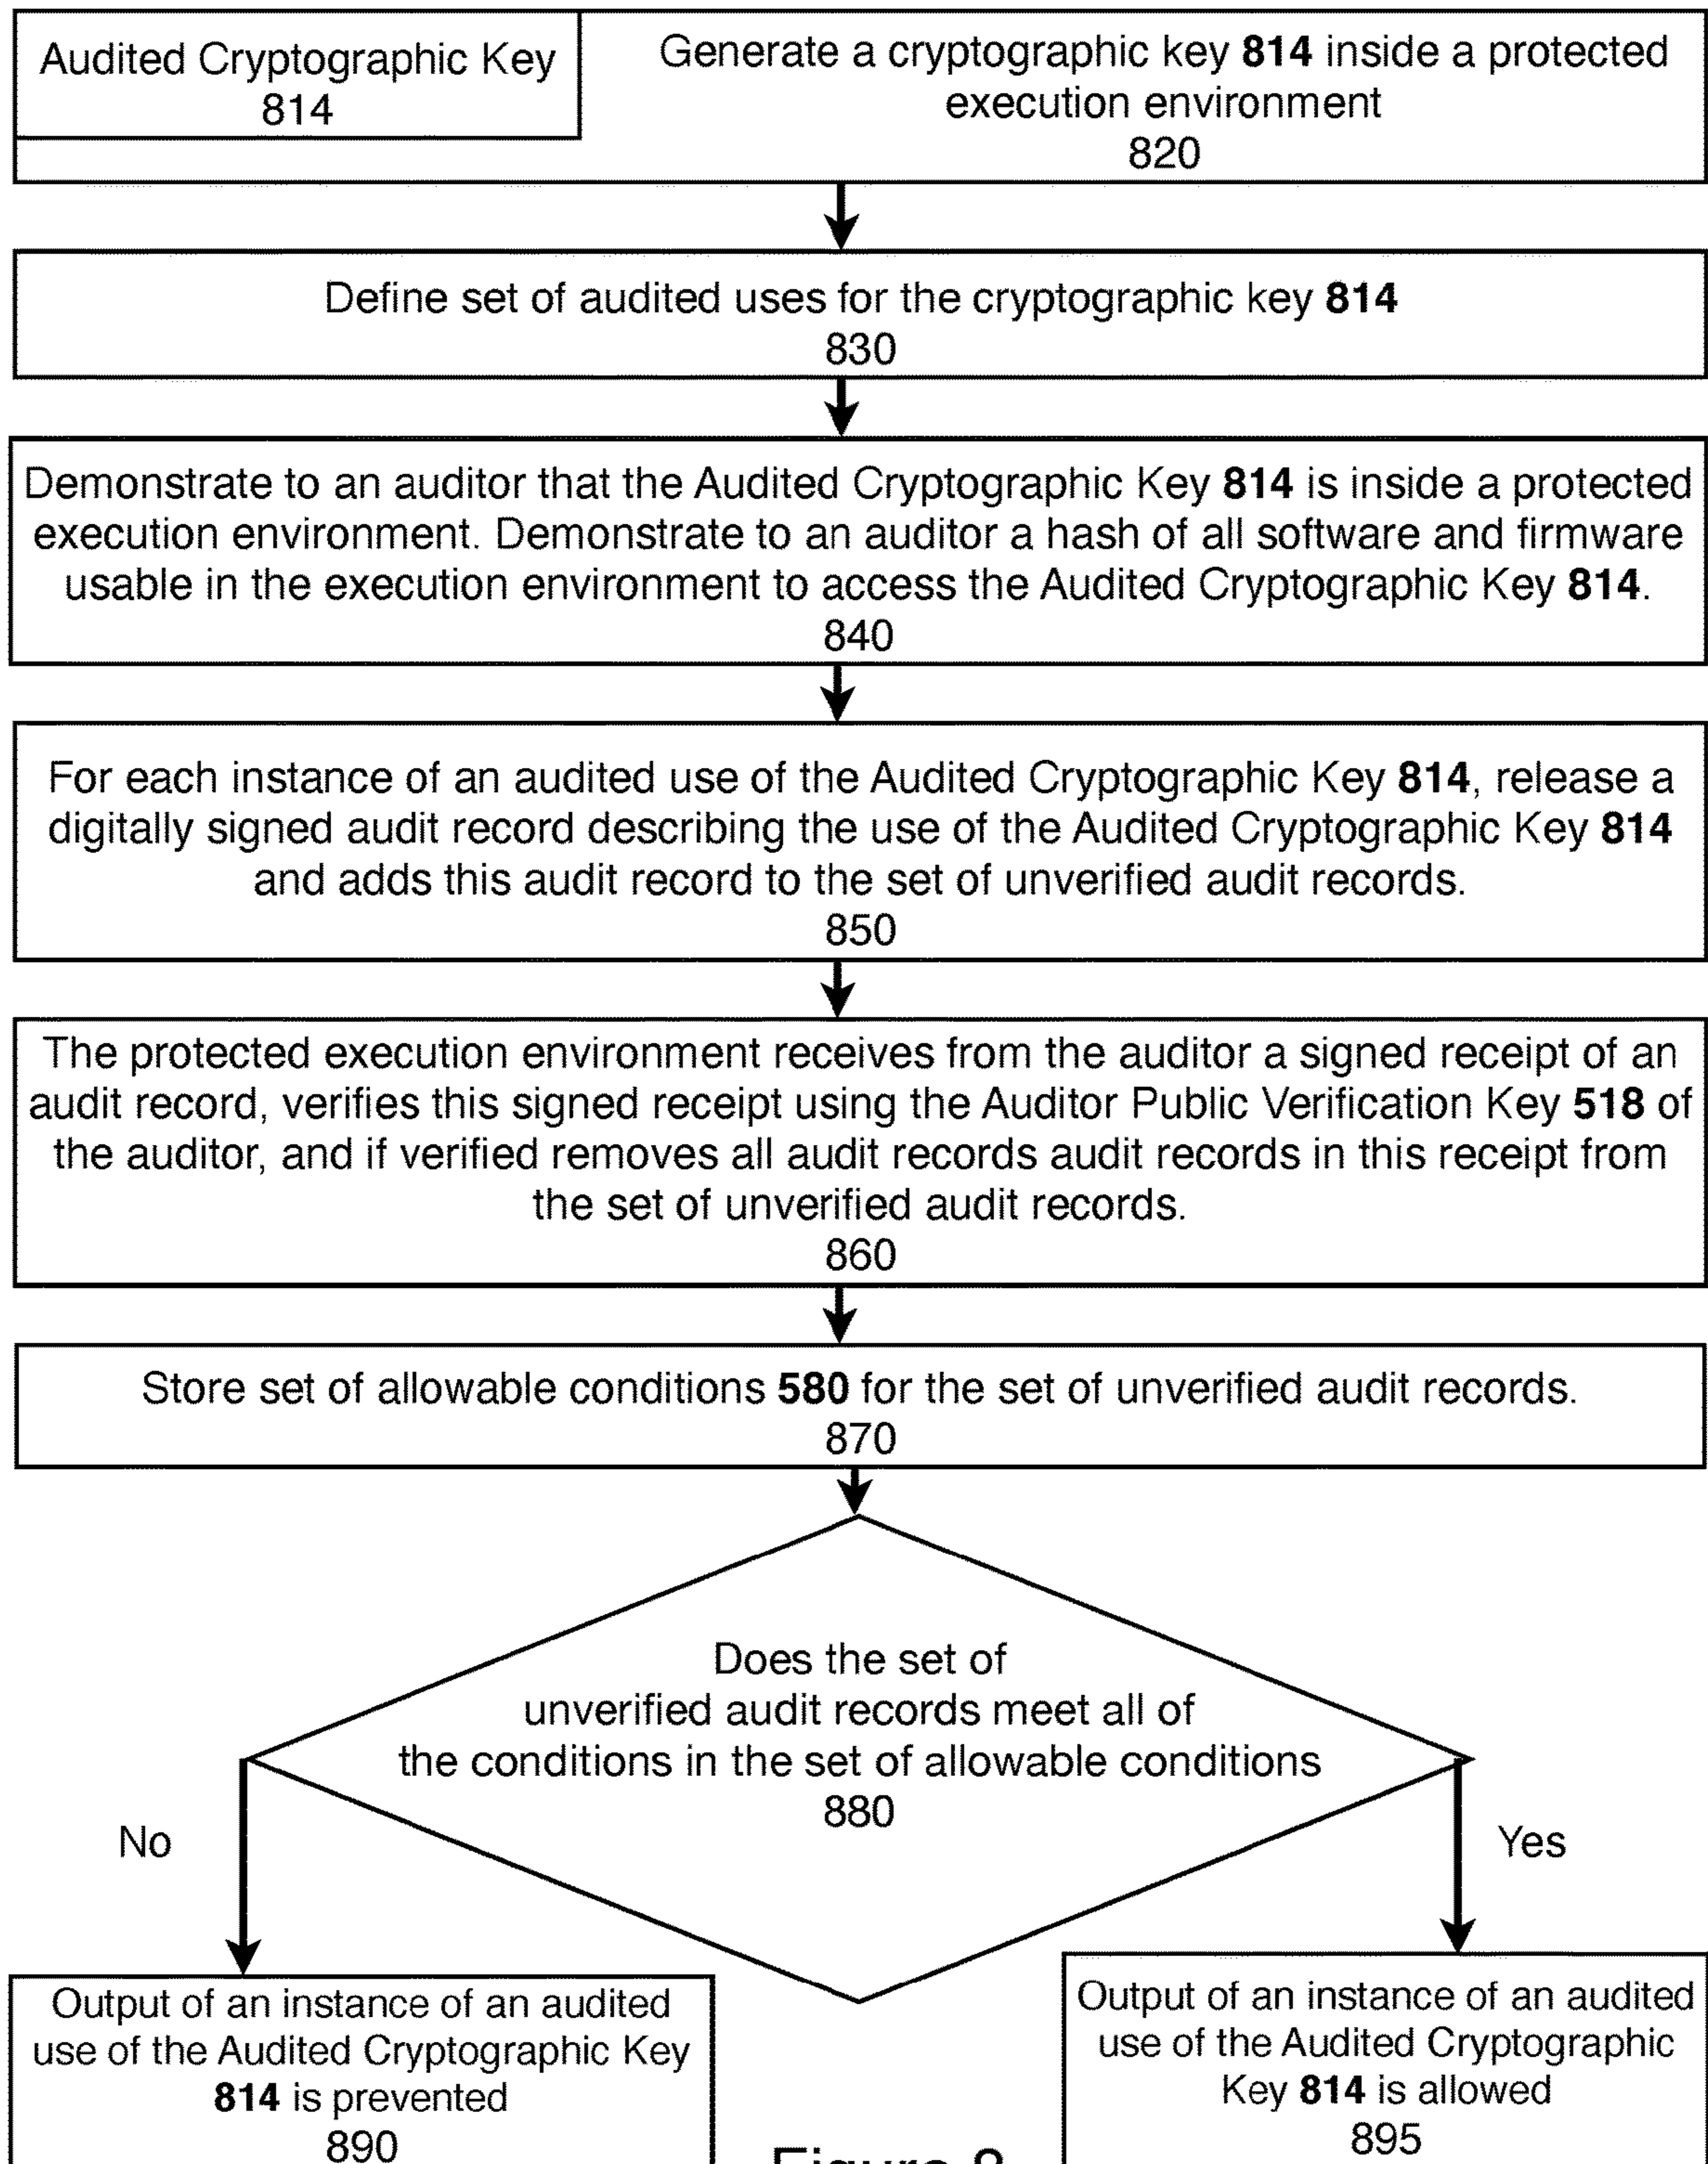 Audited Cryptographic Key
814
Generate a cryptographic key 814 inside a protected
execution environment
820
Define set of audited uses for the cryptographic key 814
830
Demonstrate to an auditor that the Audited Cryptographic Key 814 is inside a protected
execution environment. Demonstrate to an auditor a hash of all software and firmware
usable in the execution environment to access the Audited Cryptographic Key 814.
840
For each instance of an audited use of the Audited Cryptographic Key 814, release a
digitally signed audit record describing the use of the Audited Cryptographic Key 814
and adds this audit record to the set of unverified audit records.
850
The protected execution environment receives from the auditor a signed receipt of an
audit record, verifies this signed receipt using the Auditor Public Verification Key 518 of
the auditor, and if verified removes all audit records audit records in this receipt from
the set of unverified audit records.
860
Store set of allowable conditions 580 for the set of unverified audit records.
870
Does the set of
unverified audit records meet all of
the conditions in the set of allowable conditions
880
No
Yes
Output of an instance of an audited
use of the Audited Cryptographic Key
814 is prevented
890
Output of an instance of an audited
use of the Audited Cryptographic
Key 814 is allowed
895
Figure 8